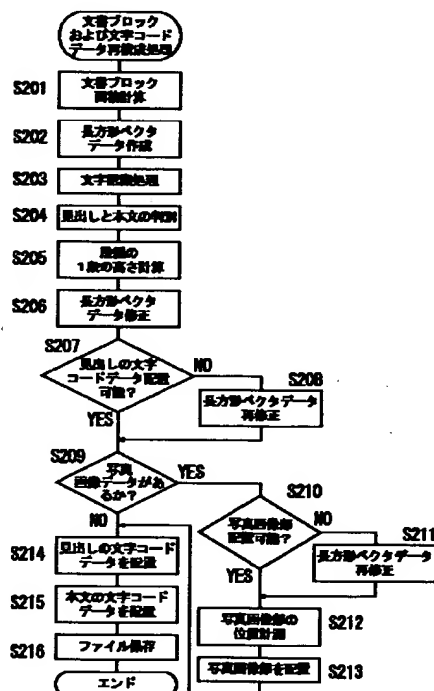 文書ブロック
および文字コード
データ再構成処理
S201
文書ブロック
面積計算
S202
長方形ベクタ
データ作成
S203
文字認識処理
S204
見出しと本文の判別
S205
段組の
1段の高さ計算
S206
長方形ベクタ
データ修正
S207
見出しの文字
コードデータ配置
可能?
NO
YES
S208
長方形ベクタデータ
再修正
S209
写真
画像データがあ
るか?
YES
NO
S210
写真画像部
配置可能?
NO
YES
S211
長方形ベクタデータ
再修正
S212
写真画像部の
位置計測
S213
写真画像部を配置
S214
見出しの文字コード
データを配置
S215
本文の文字コード
データを配置
S216
ファイル保存
エンド